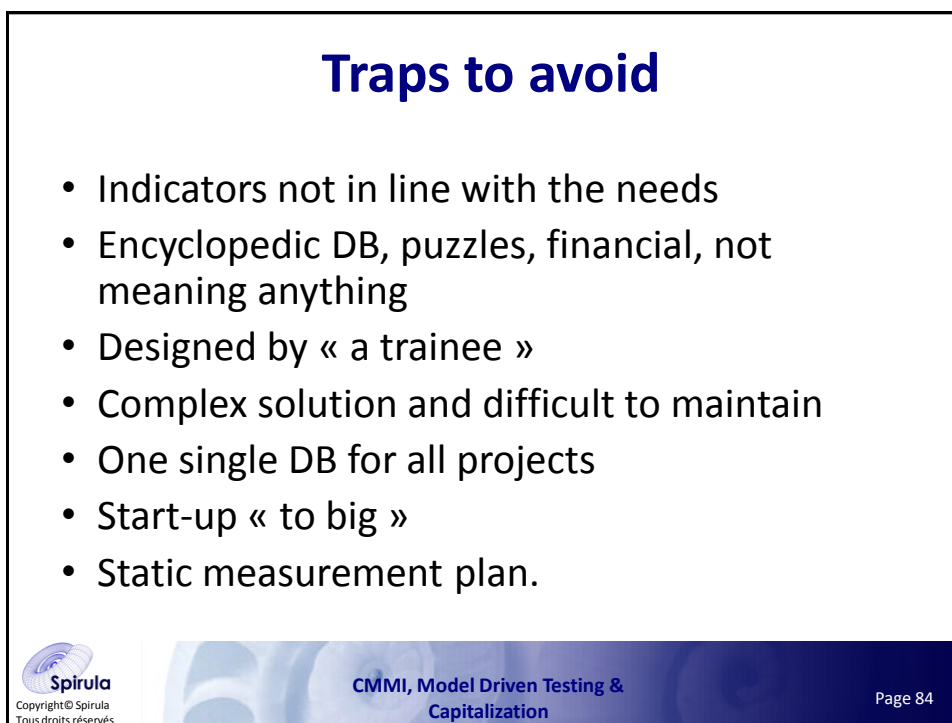 Traps to avoid
• Indicators not in line with the needs
• Encyclopedic DB, puzzles, financial, not
meaning anything
• Designed by « a trainee »
• Complex solution and difficult to maintain
• One single DB for all projects
• Start-up « to big »
• Static measurement plan.
Spirula
Copyright© Spirula
Tous droits réservés
CMMI, Model Driven Testing &
Capitalization
Page 84